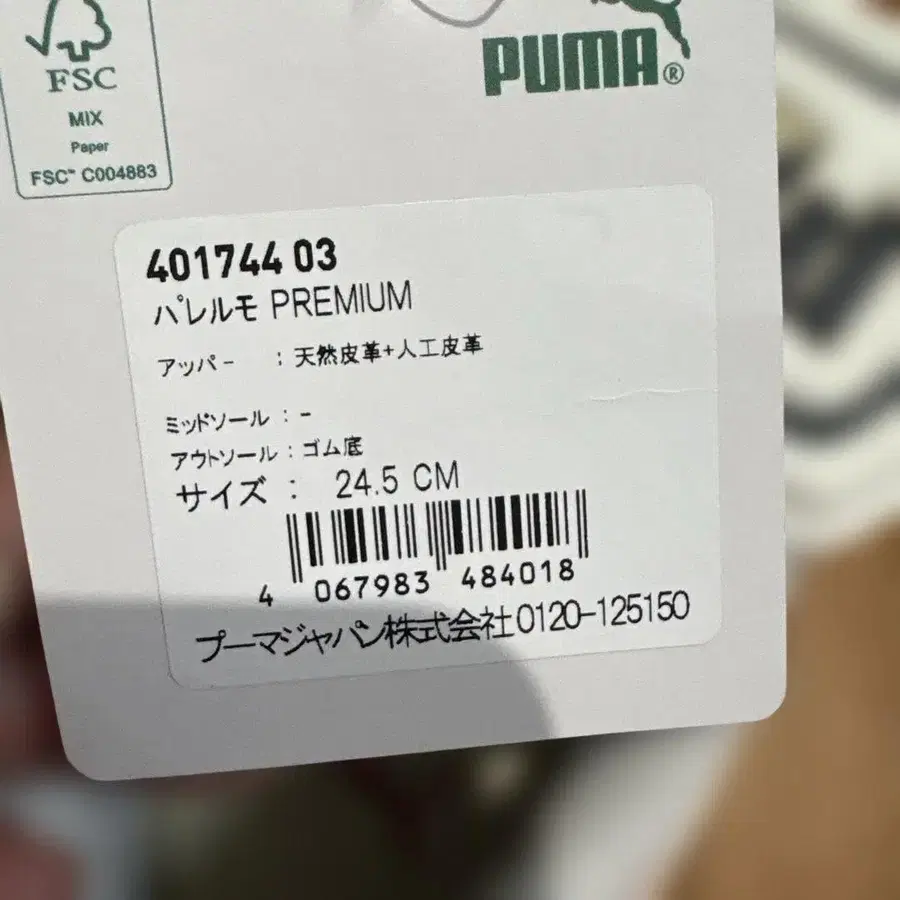 FSC
MIX
Paper
FSC™ C004883
PUMA®
401744 03
パレルモ PREMIUM
アッパー : 天然皮革+人工皮革
ミッドソール : -
アウトソール : ゴム底
サイズ : 24.5 CM
4 067983 484018
プーマジャパン株式会社0120-125150